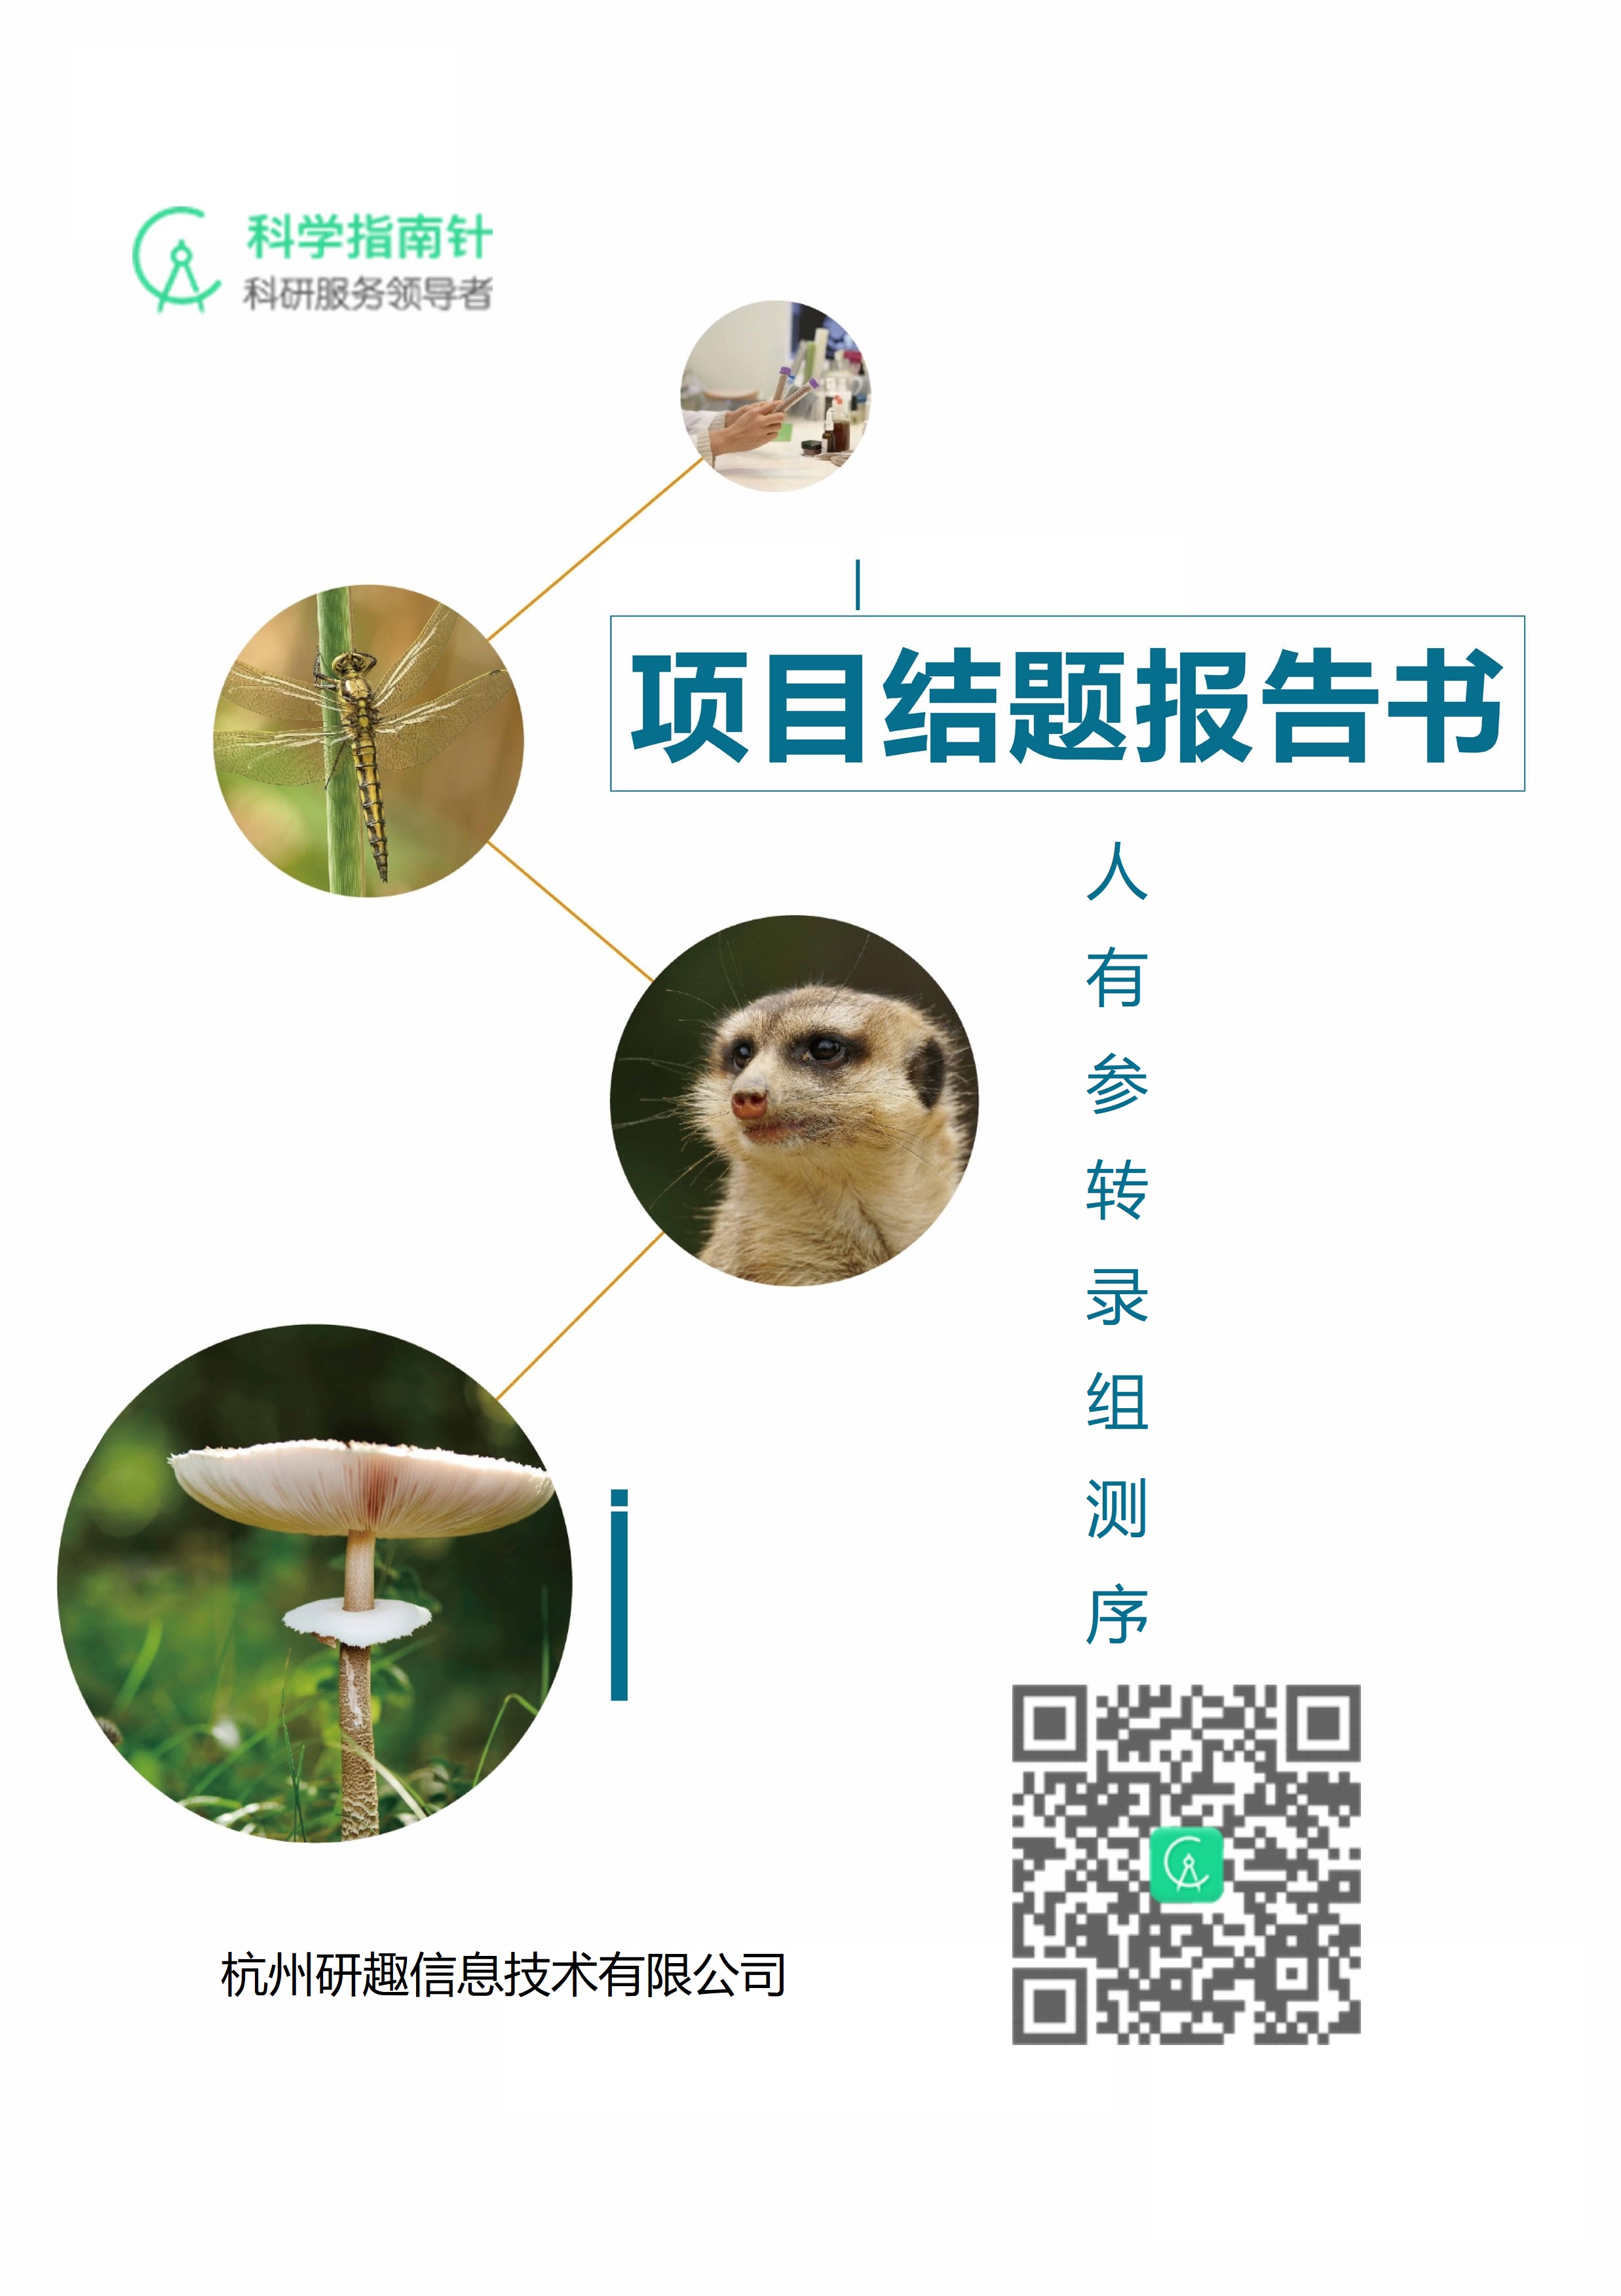 科学指南针
科研服务领导者
项目结题报告书
人有参转录组测序
杭州研趣信息技术有限公司